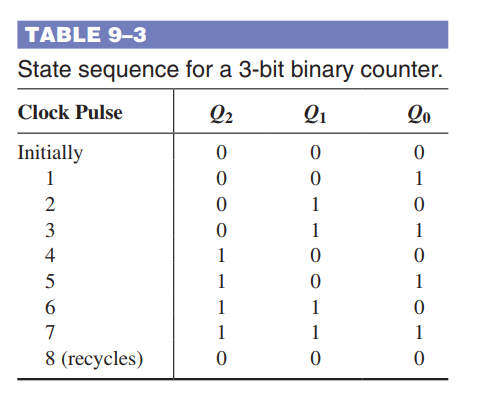 TABLE 9–3
State sequence for a 3-bit binary counter.
Clock Pulse Q2 Q1 Q0
Initially 0 0 0
1 0 0 1
2 0 1 0
3 0 1 1
4 1 0 0
5 1 0 1
6 1 1 0
7 1 1 1
8 (recycles) 0 0 0